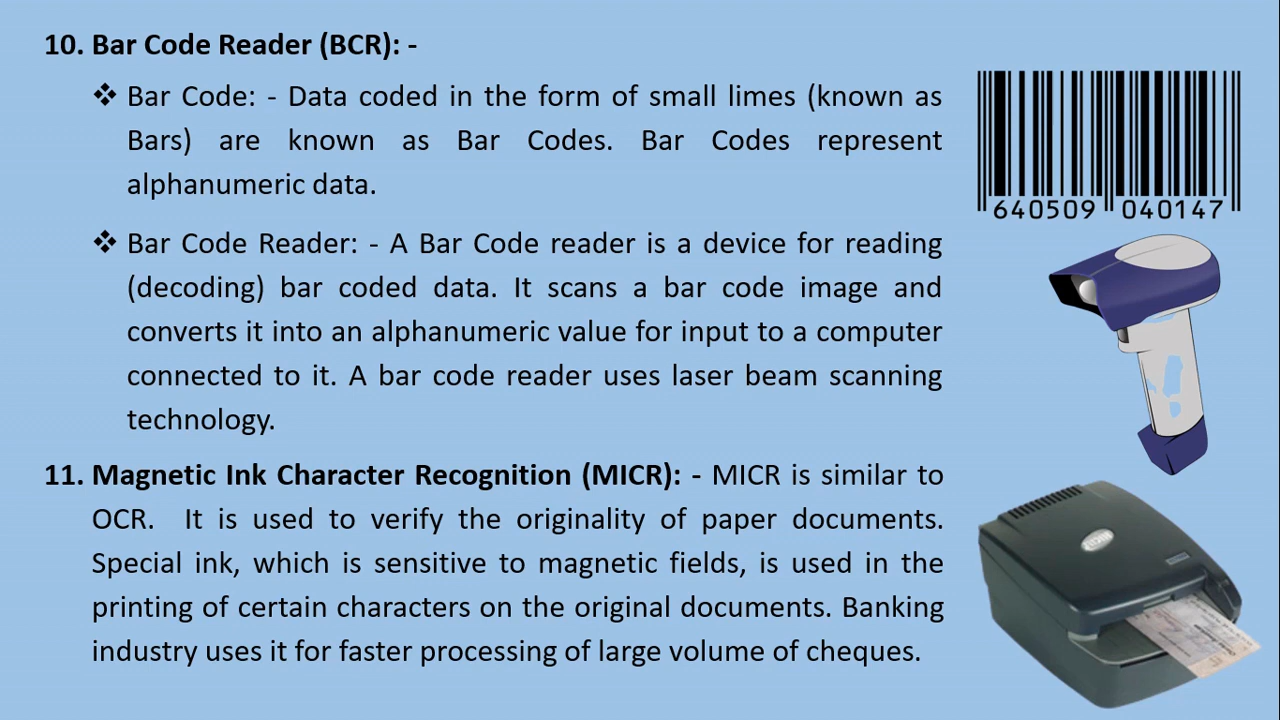 10. Bar Code Reader (BCR): -
❖ Bar Code: - Data coded in the form of small limes (known as
Bars) are known as Bar Codes. Bar Codes represent
alphanumeric data.
640509 040147
❖ Bar Code Reader: - A Bar Code reader is a device for reading
(decoding) bar coded data. It scans a bar code image and
converts it into an alphanumeric value for input to a computer
connected to it. A bar code reader uses laser beam scanning
technology.
11. Magnetic Ink Character Recognition (MICR): - MICR is similar to
OCR. It is used to verify the originality of paper documents.
Special ink, which is sensitive to magnetic fields, is used in the
printing of certain characters on the original documents. Banking
industry uses it for faster processing of large volume of cheques.